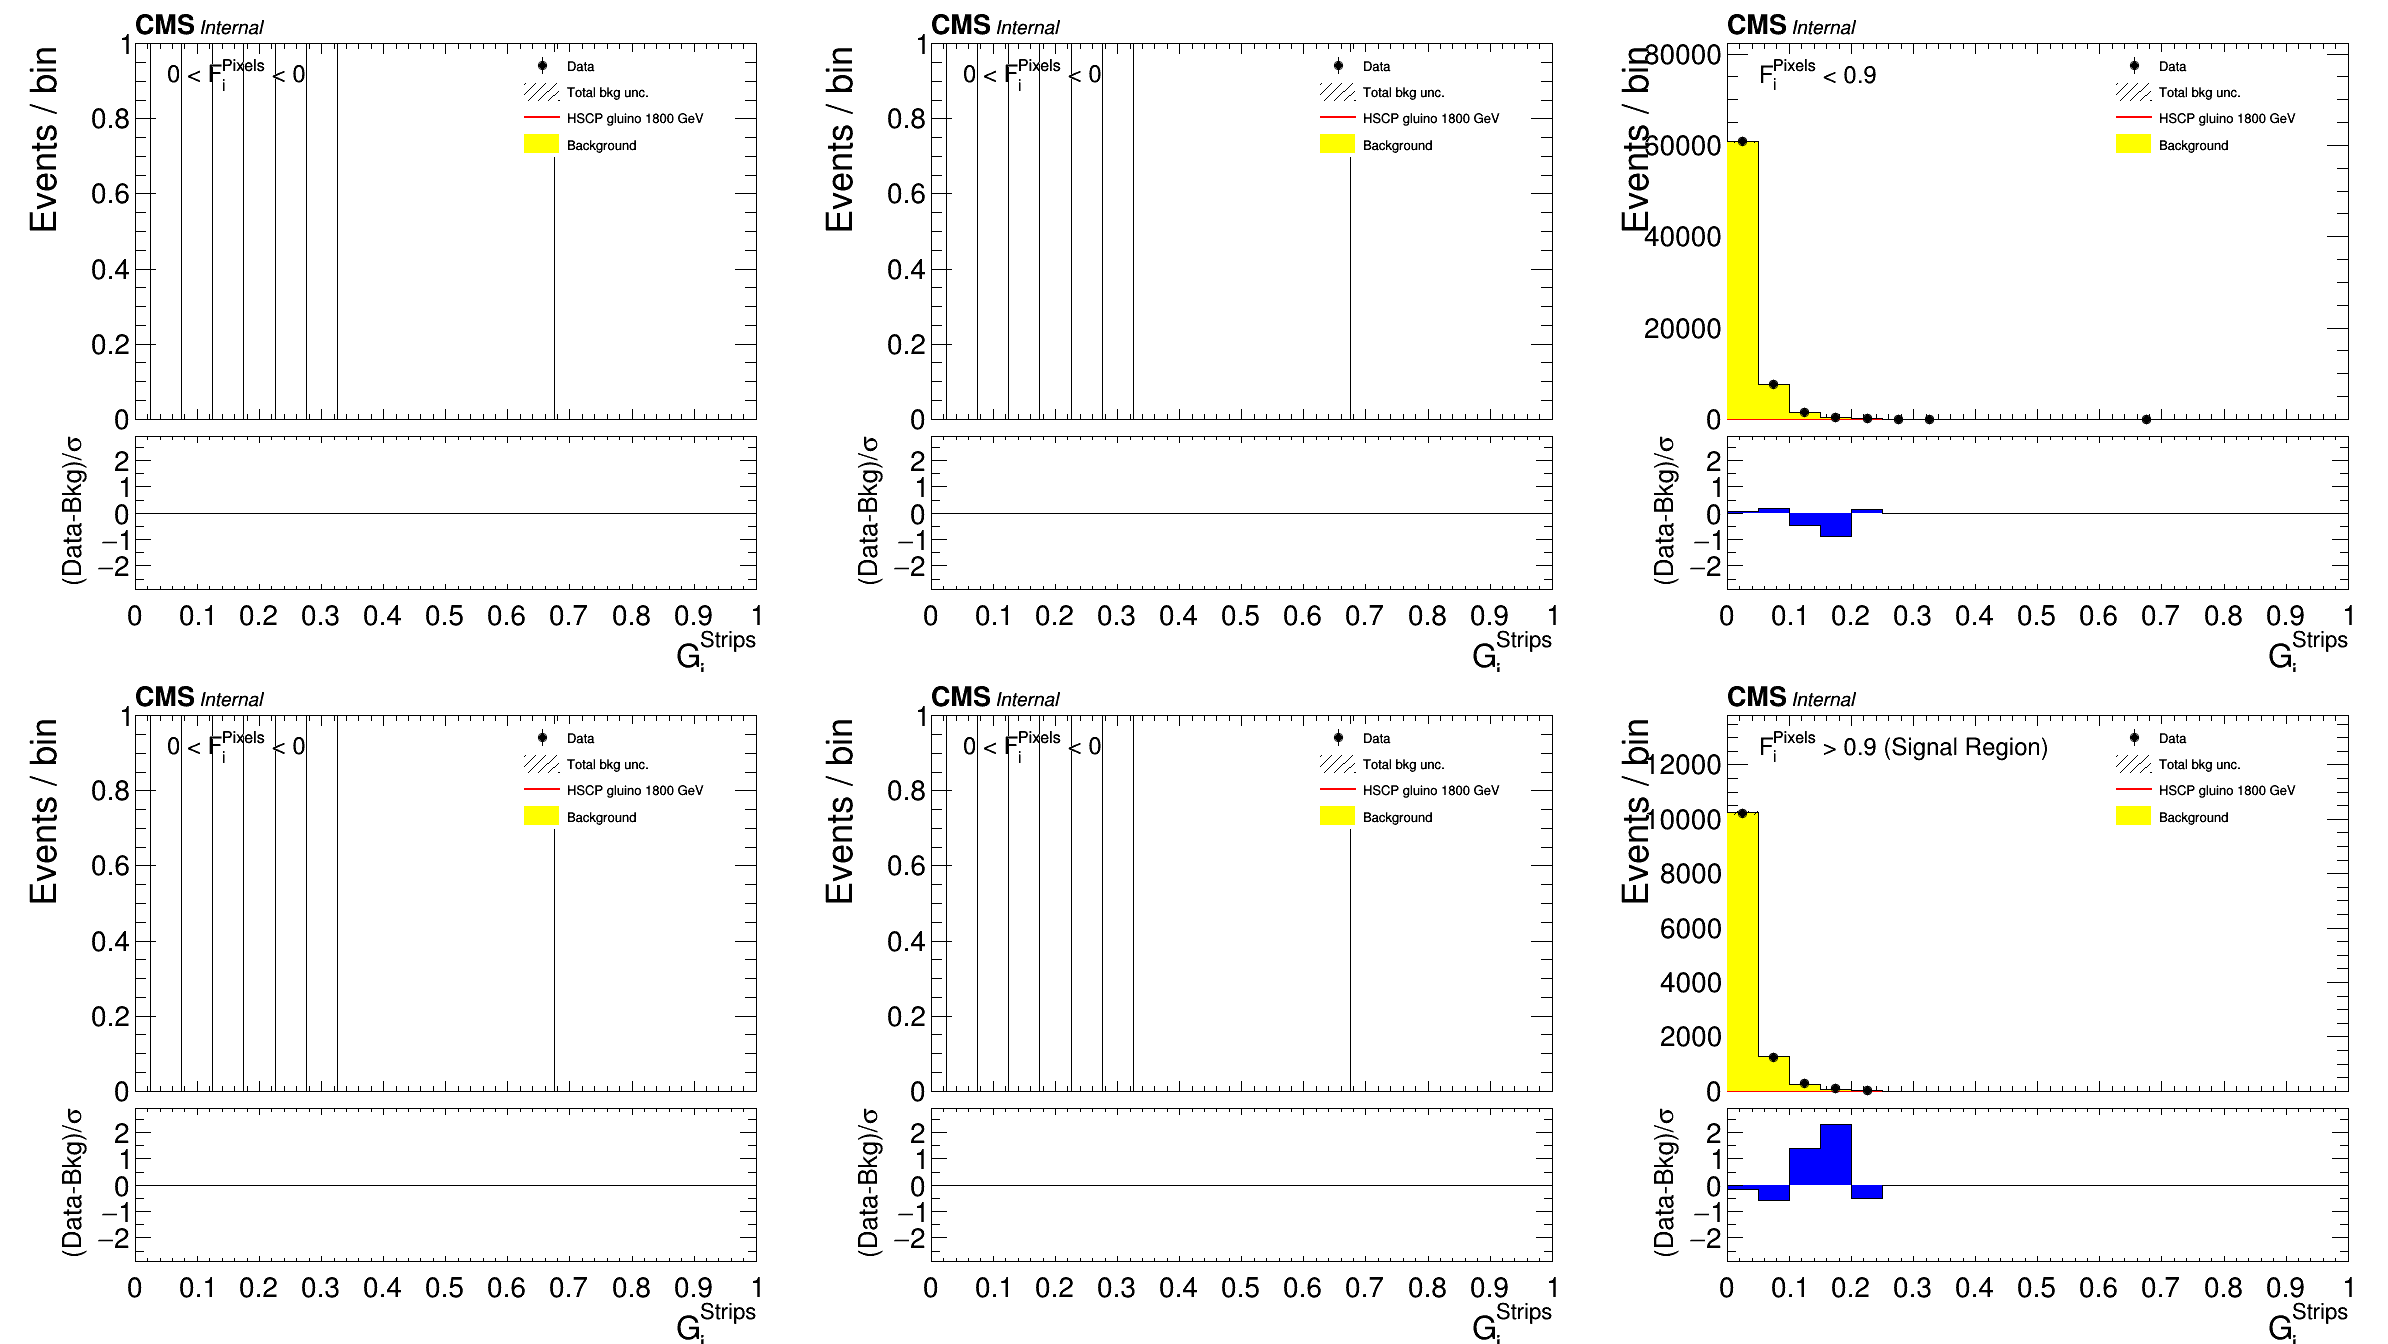 CMS Internal
Events / bin
0 < F_i^Pixels < 0
Data
Total bkg unc.
HSCP gluino 1800 GeV
Background
1
0.8
0.6
0.4
0.2
0
(Data-Bkg)/σ
2
1
0
−1
−2
0 0.1 0.2 0.3 0.4 0.5 0.6 0.7 0.8 0.9 1
G_i^Strips
CMS Internal
Events / bin
0 < F_i^Pixels < 0
Data
Total bkg unc.
HSCP gluino 1800 GeV
Background
1
0.8
0.6
0.4
0.2
0
(Data-Bkg)/σ
2
1
0
−1
−2
0 0.1 0.2 0.3 0.4 0.5 0.6 0.7 0.8 0.9 1
G_i^Strips
CMS Internal
Events / bin
F_i^Pixels < 0.9
Data
Total bkg unc.
HSCP gluino 1800 GeV
Background
80000
60000
40000
20000
0
(Data-Bkg)/σ
2
1
0
−1
−2
0 0.1 0.2 0.3 0.4 0.5 0.6 0.7 0.8 0.9 1
G_i^Strips
CMS Internal
Events / bin
0 < F_i^Pixels < 0
Data
Total bkg unc.
HSCP gluino 1800 GeV
Background
1
0.8
0.6
0.4
0.2
0
(Data-Bkg)/σ
2
1
0
−1
−2
0 0.1 0.2 0.3 0.4 0.5 0.6 0.7 0.8 0.9 1
G_i^Strips
CMS Internal
Events / bin
0 < F_i^Pixels < 0
Data
Total bkg unc.
HSCP gluino 1800 GeV
Background
1
0.8
0.6
0.4
0.2
0
(Data-Bkg)/σ
2
1
0
−1
−2
0 0.1 0.2 0.3 0.4 0.5 0.6 0.7 0.8 0.9 1
G_i^Strips
CMS Internal
Events / bin
F_i^Pixels > 0.9 (Signal Region)
Data
Total bkg unc.
HSCP gluino 1800 GeV
Background
12000
10000
8000
6000
4000
2000
0
(Data-Bkg)/σ
2
1
0
−1
−2
0 0.1 0.2 0.3 0.4 0.5 0.6 0.7 0.8 0.9 1
G_i^Strips